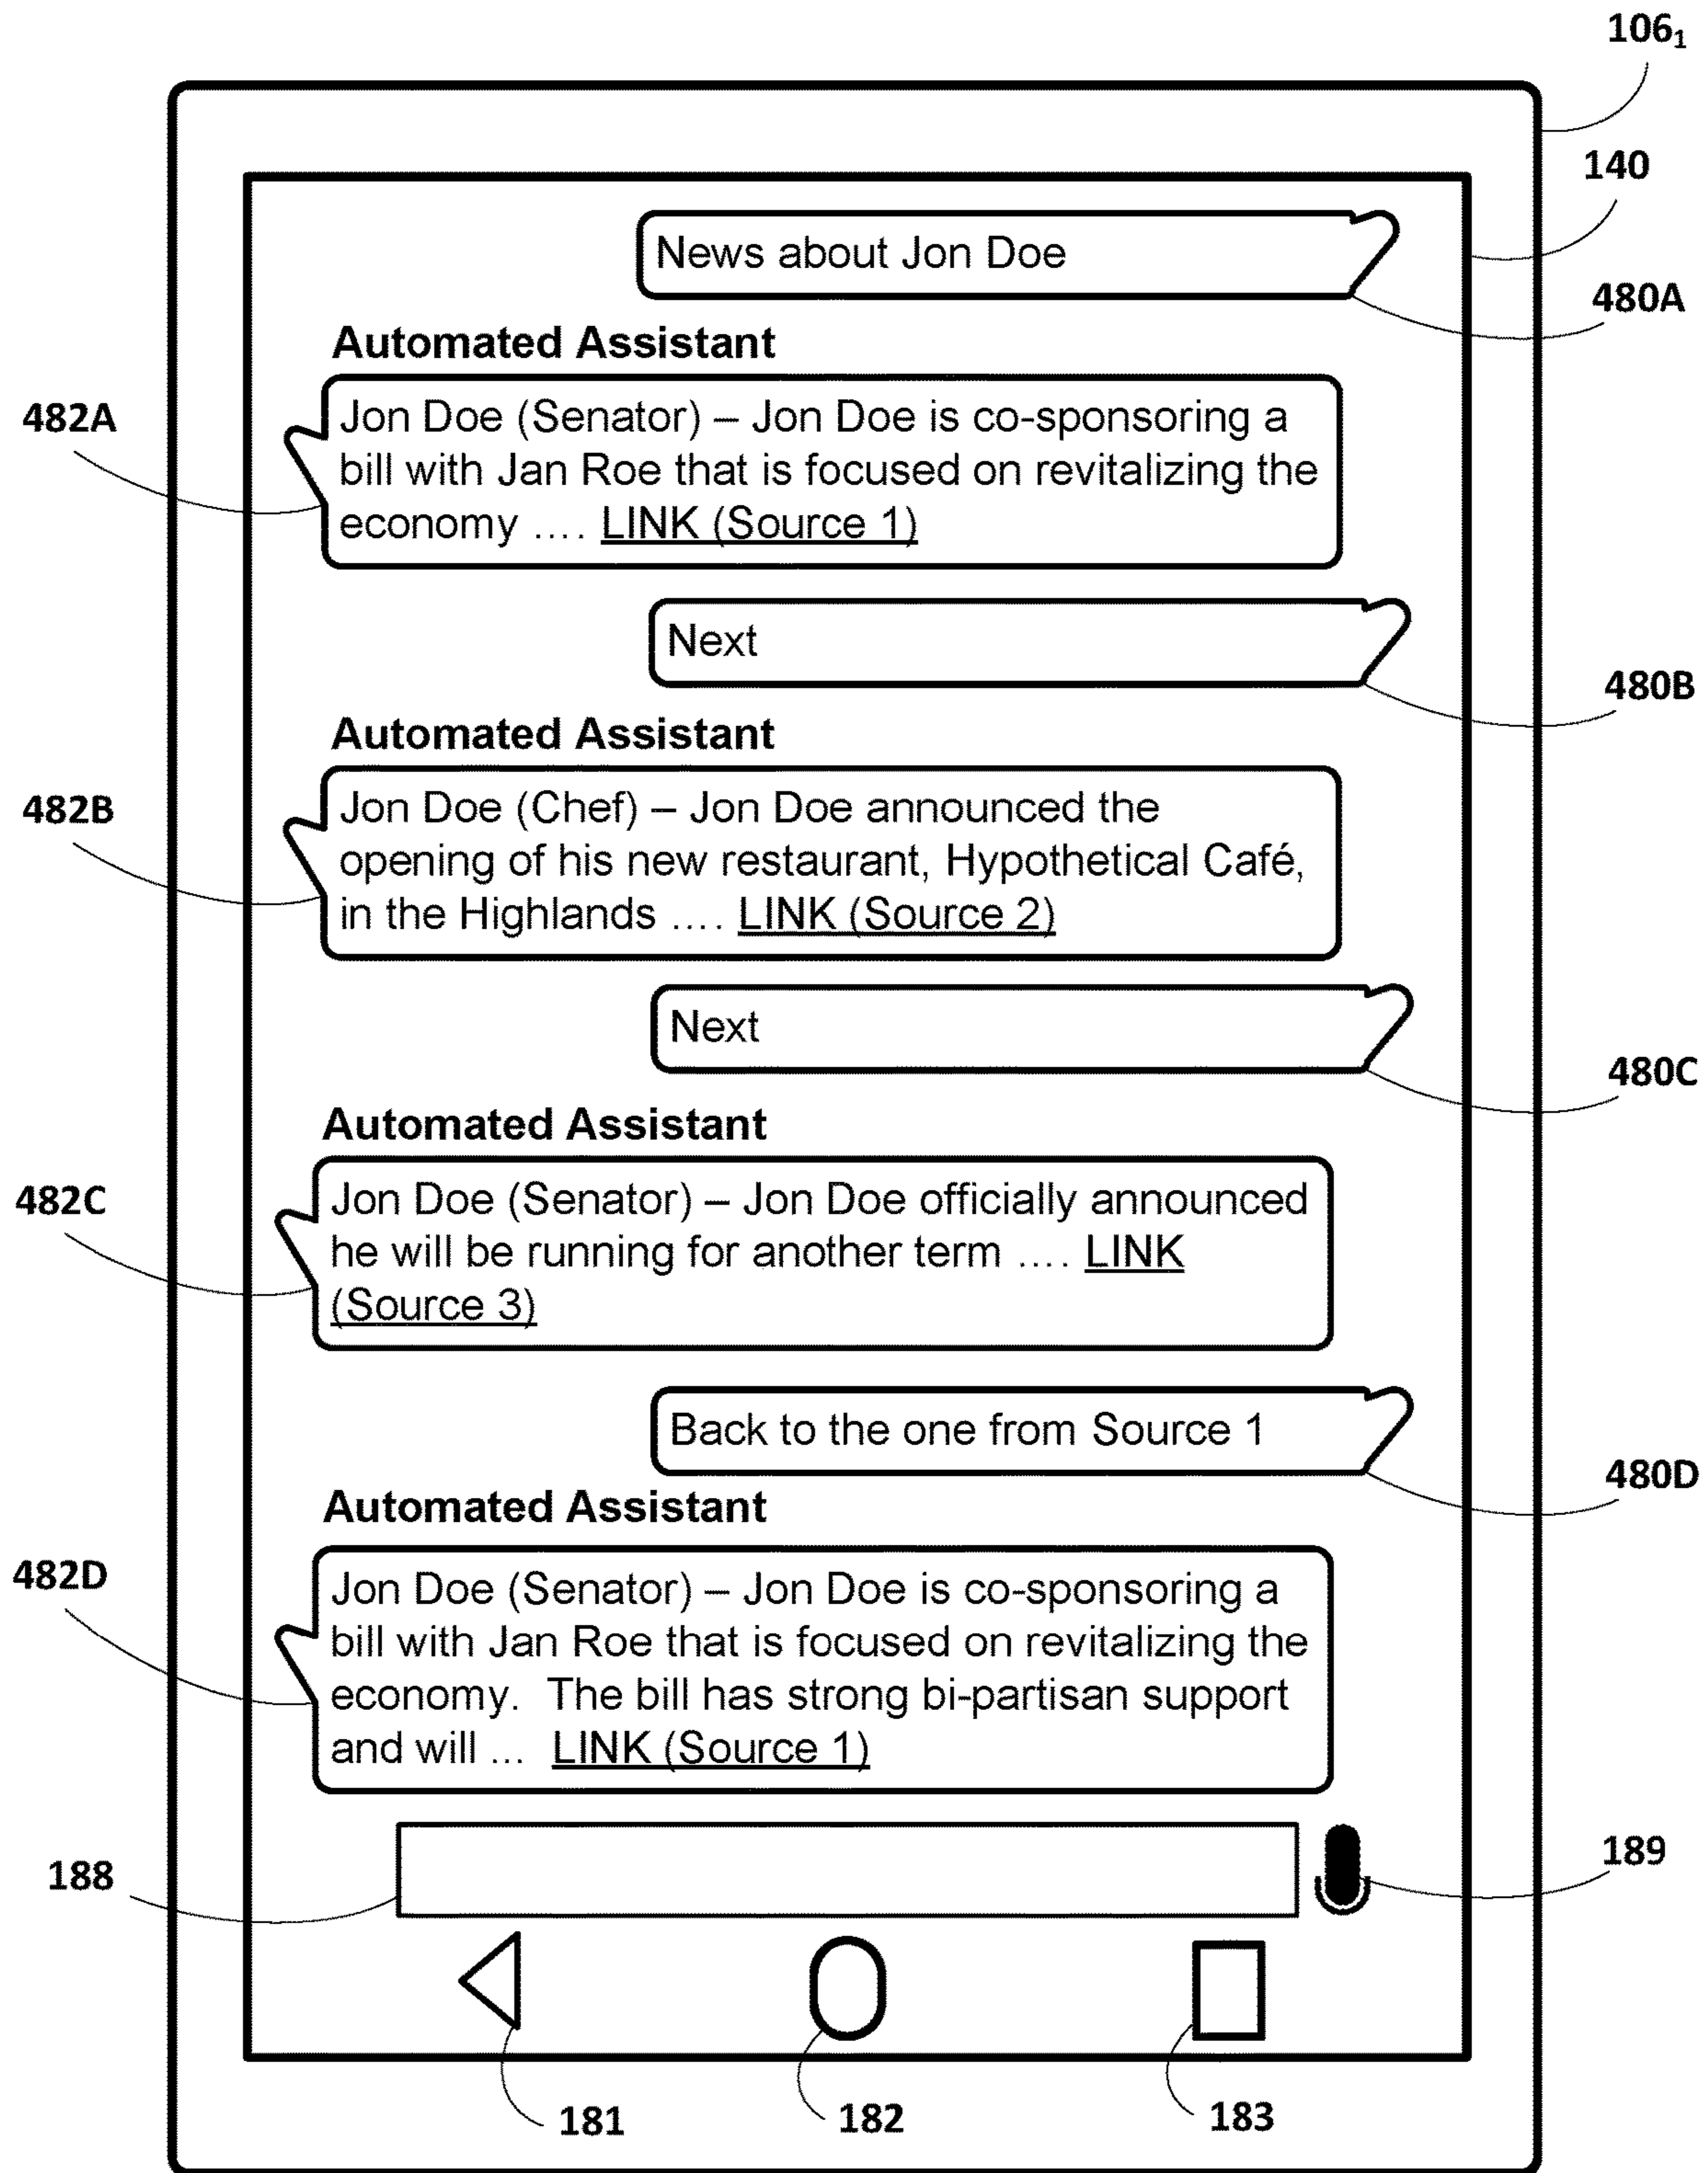 106₁
140
News about Jon Doe
480A
Automated Assistant
482A
Jon Doe (Senator) – Jon Doe is co-sponsoring a
bill with Jan Roe that is focused on revitalizing the
economy .... LINK (Source 1)
Next
480B
Automated Assistant
482B
Jon Doe (Chef) – Jon Doe announced the
opening of his new restaurant, Hypothetical Café,
in the Highlands .... LINK (Source 2)
Next
480C
Automated Assistant
482C
Jon Doe (Senator) – Jon Doe officially announced
he will be running for another term .... LINK
(Source 3)
Back to the one from Source 1
480D
Automated Assistant
482D
Jon Doe (Senator) – Jon Doe is co-sponsoring a
bill with Jan Roe that is focused on revitalizing the
economy.  The bill has strong bi-partisan support
and will ...  LINK (Source 1)
188
189
181
182
183